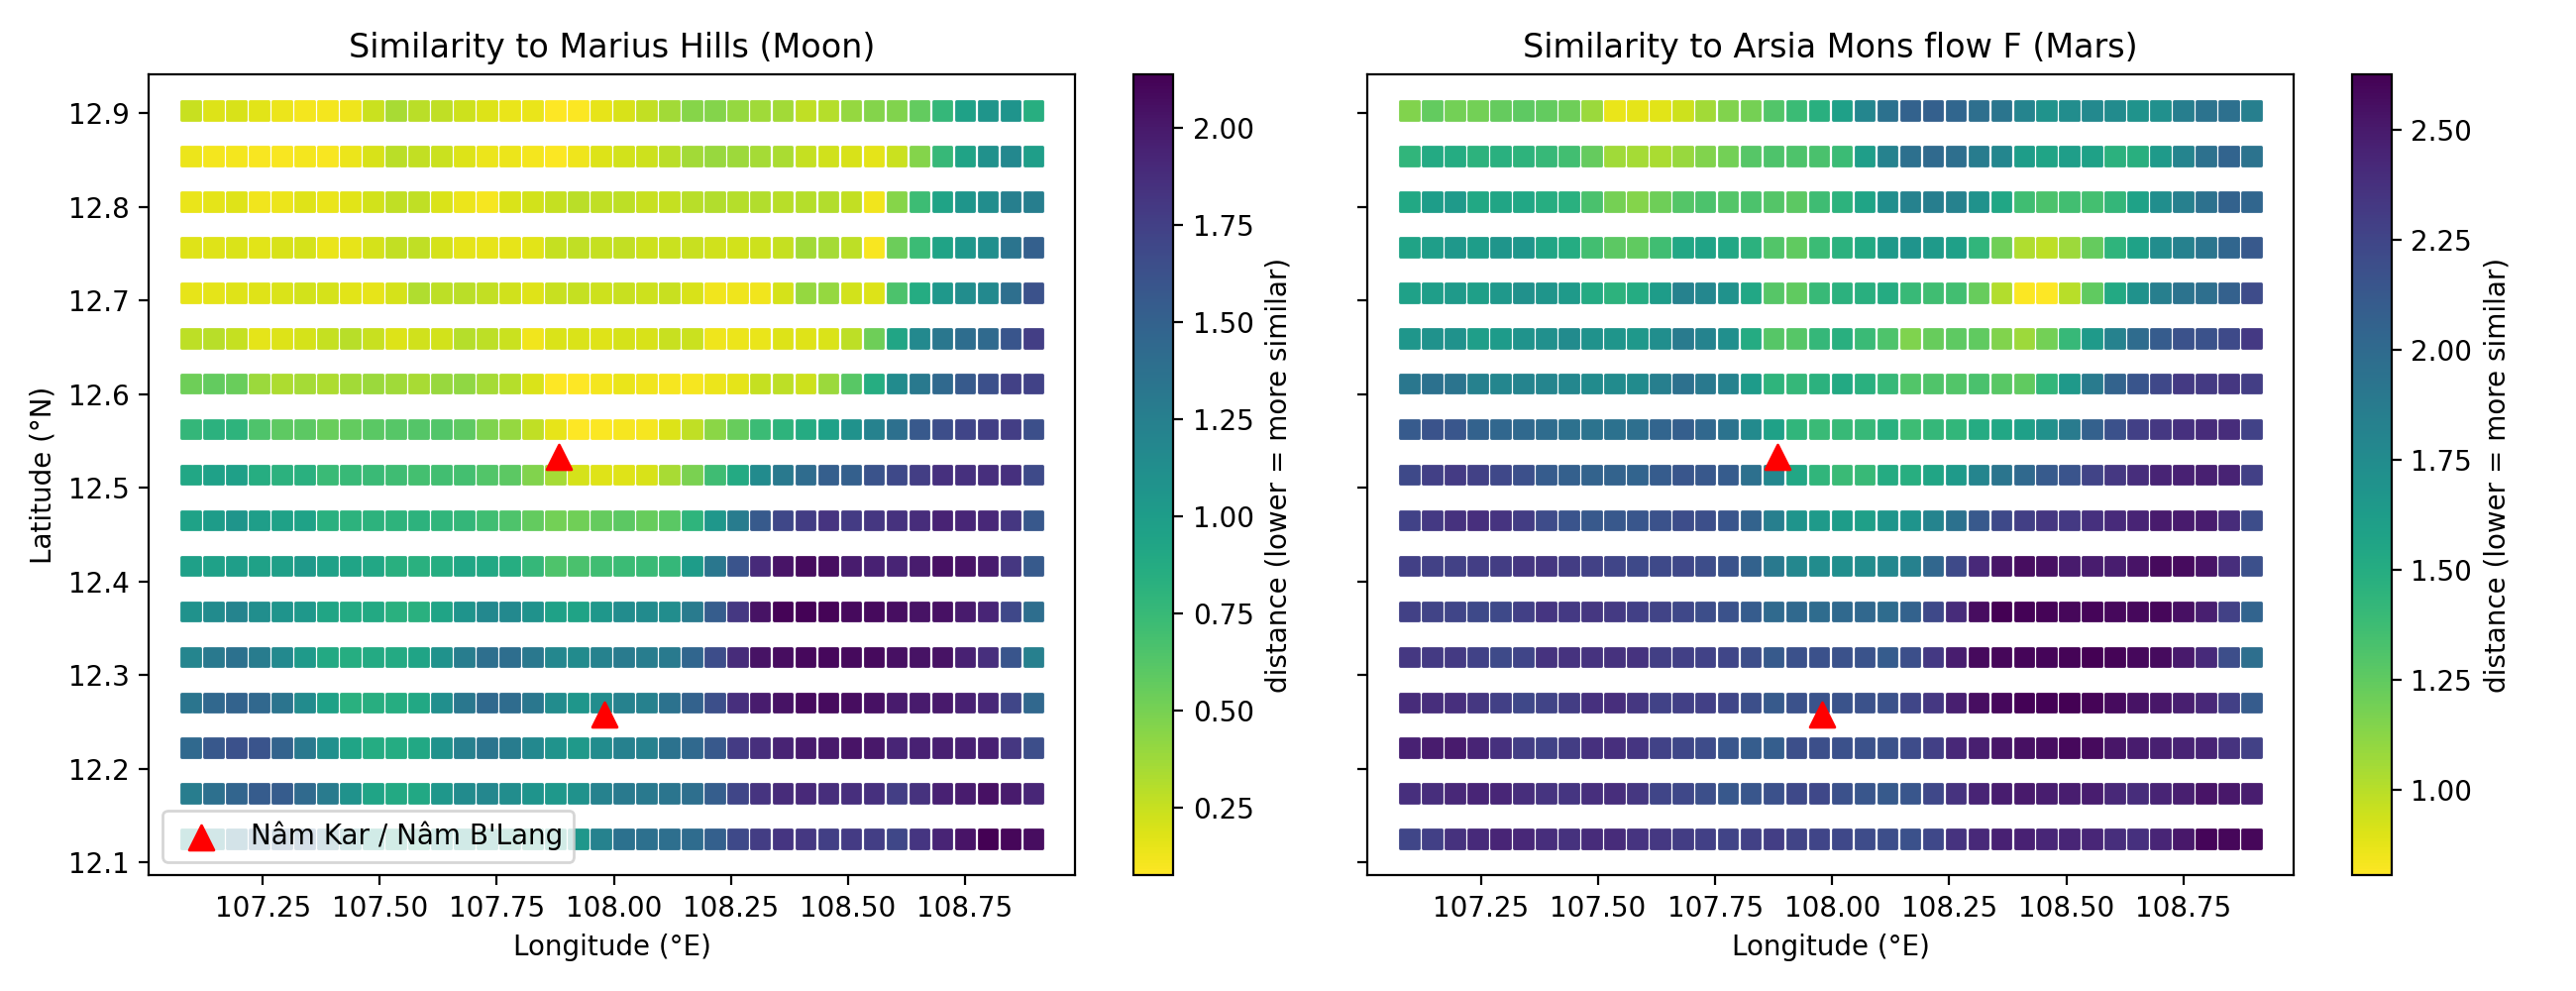 Similarity to Marius Hills (Moon)
12.9
12.8
12.7
12.6
12.5
12.4
12.3
12.2
12.1
Latitude (°N)
107.25 107.50 107.75 108.00 108.25 108.50 108.75
Longitude (°E)
Nâm Kar / Nâm B'Lang
2.00
1.75
1.50
1.25
1.00
0.75
0.50
0.25
distance (lower = more similar)
Similarity to Arsia Mons flow F (Mars)
107.25 107.50 107.75 108.00 108.25 108.50 108.75
Longitude (°E)
2.50
2.25
2.00
1.75
1.50
1.25
1.00
distance (lower = more similar)